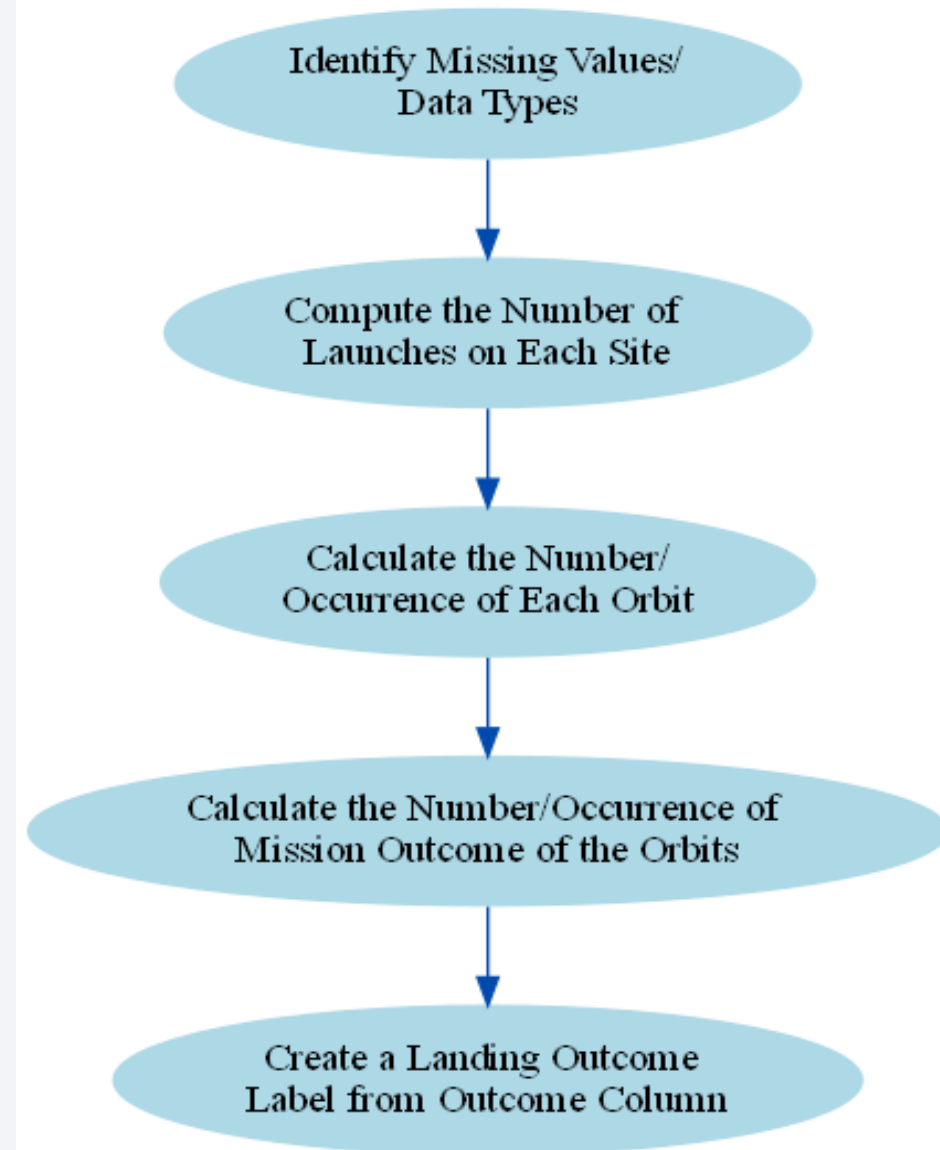 Identify Missing Values/
Data Types
Compute the Number of
Launches on Each Site
Calculate the Number/
Occurrence of Each Orbit
Calculate the Number/Occurrence of
Mission Outcome of the Orbits
Create a Landing Outcome
Label from Outcome Column